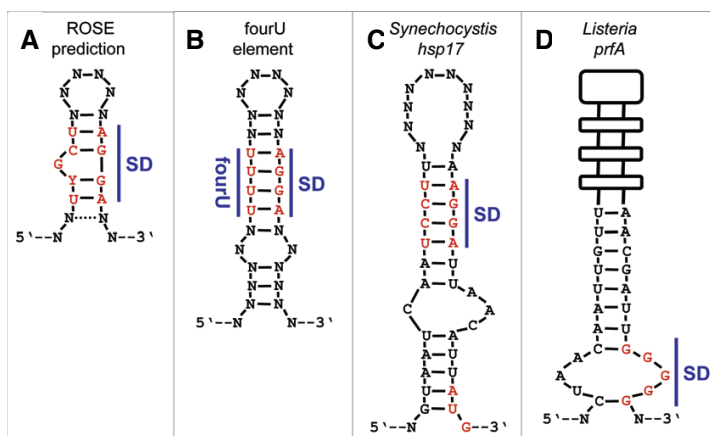 A
ROSE
prediction
N N
N N
N N
N N
U A
C G
G
Y G
U A
N N
5'--N N--3'
SD
B
fourU
element
N N
N N
N N
N N
N N
U A
U G
U G
U A
N N
N N
N N
N N
N N
5'--N N--3'
fourU
SD
C
Synechocystis
hsp17
N N
N N
N N
N N
N N
U A
U A
C G
C G
U A
A U
A U
A
C A
C
U A
A U
A U
U A
G U
5'--N G--3'
SD
D
Listeria
prfA
U A
U A
G C
U G
U A
A U
A U
C G
A G
A G
U G
C G
5'--N N--3'
SD